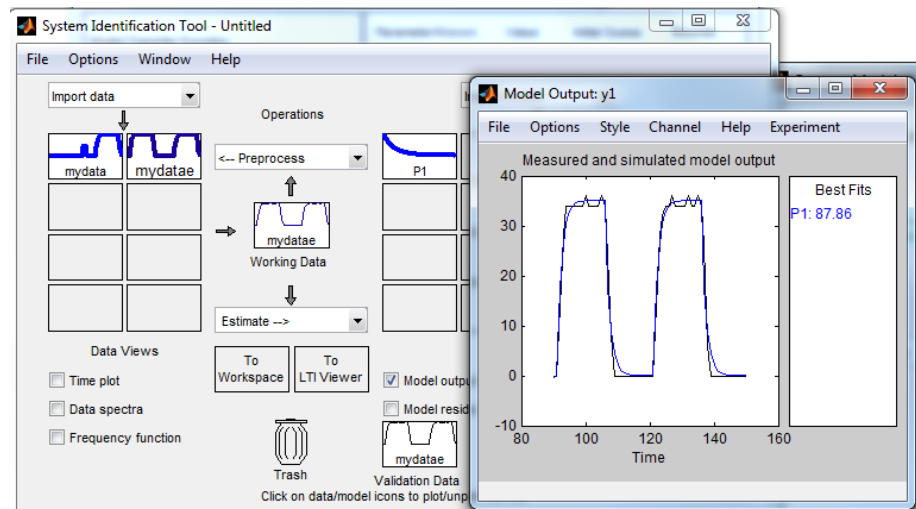 System Identification Tool - Untitled
File Options Window Help
Import data
Operations
mydata
mydatae
<-- Preprocess
P1
mydatae
Working Data
Estimate -->
Data Views
To Workspace
To LTI Viewer
Time plot
Data spectra
Frequency function
Model outp
Model resid
Trash
mydatae
Validation Data
Click on data/model icons to plot/unp
Model Output: y1
File Options Style Channel Help Experiment
Measured and simulated model output
40
30
20
10
0
-10
80 100 120 140 160
Time
Best Fits
P1: 87.86